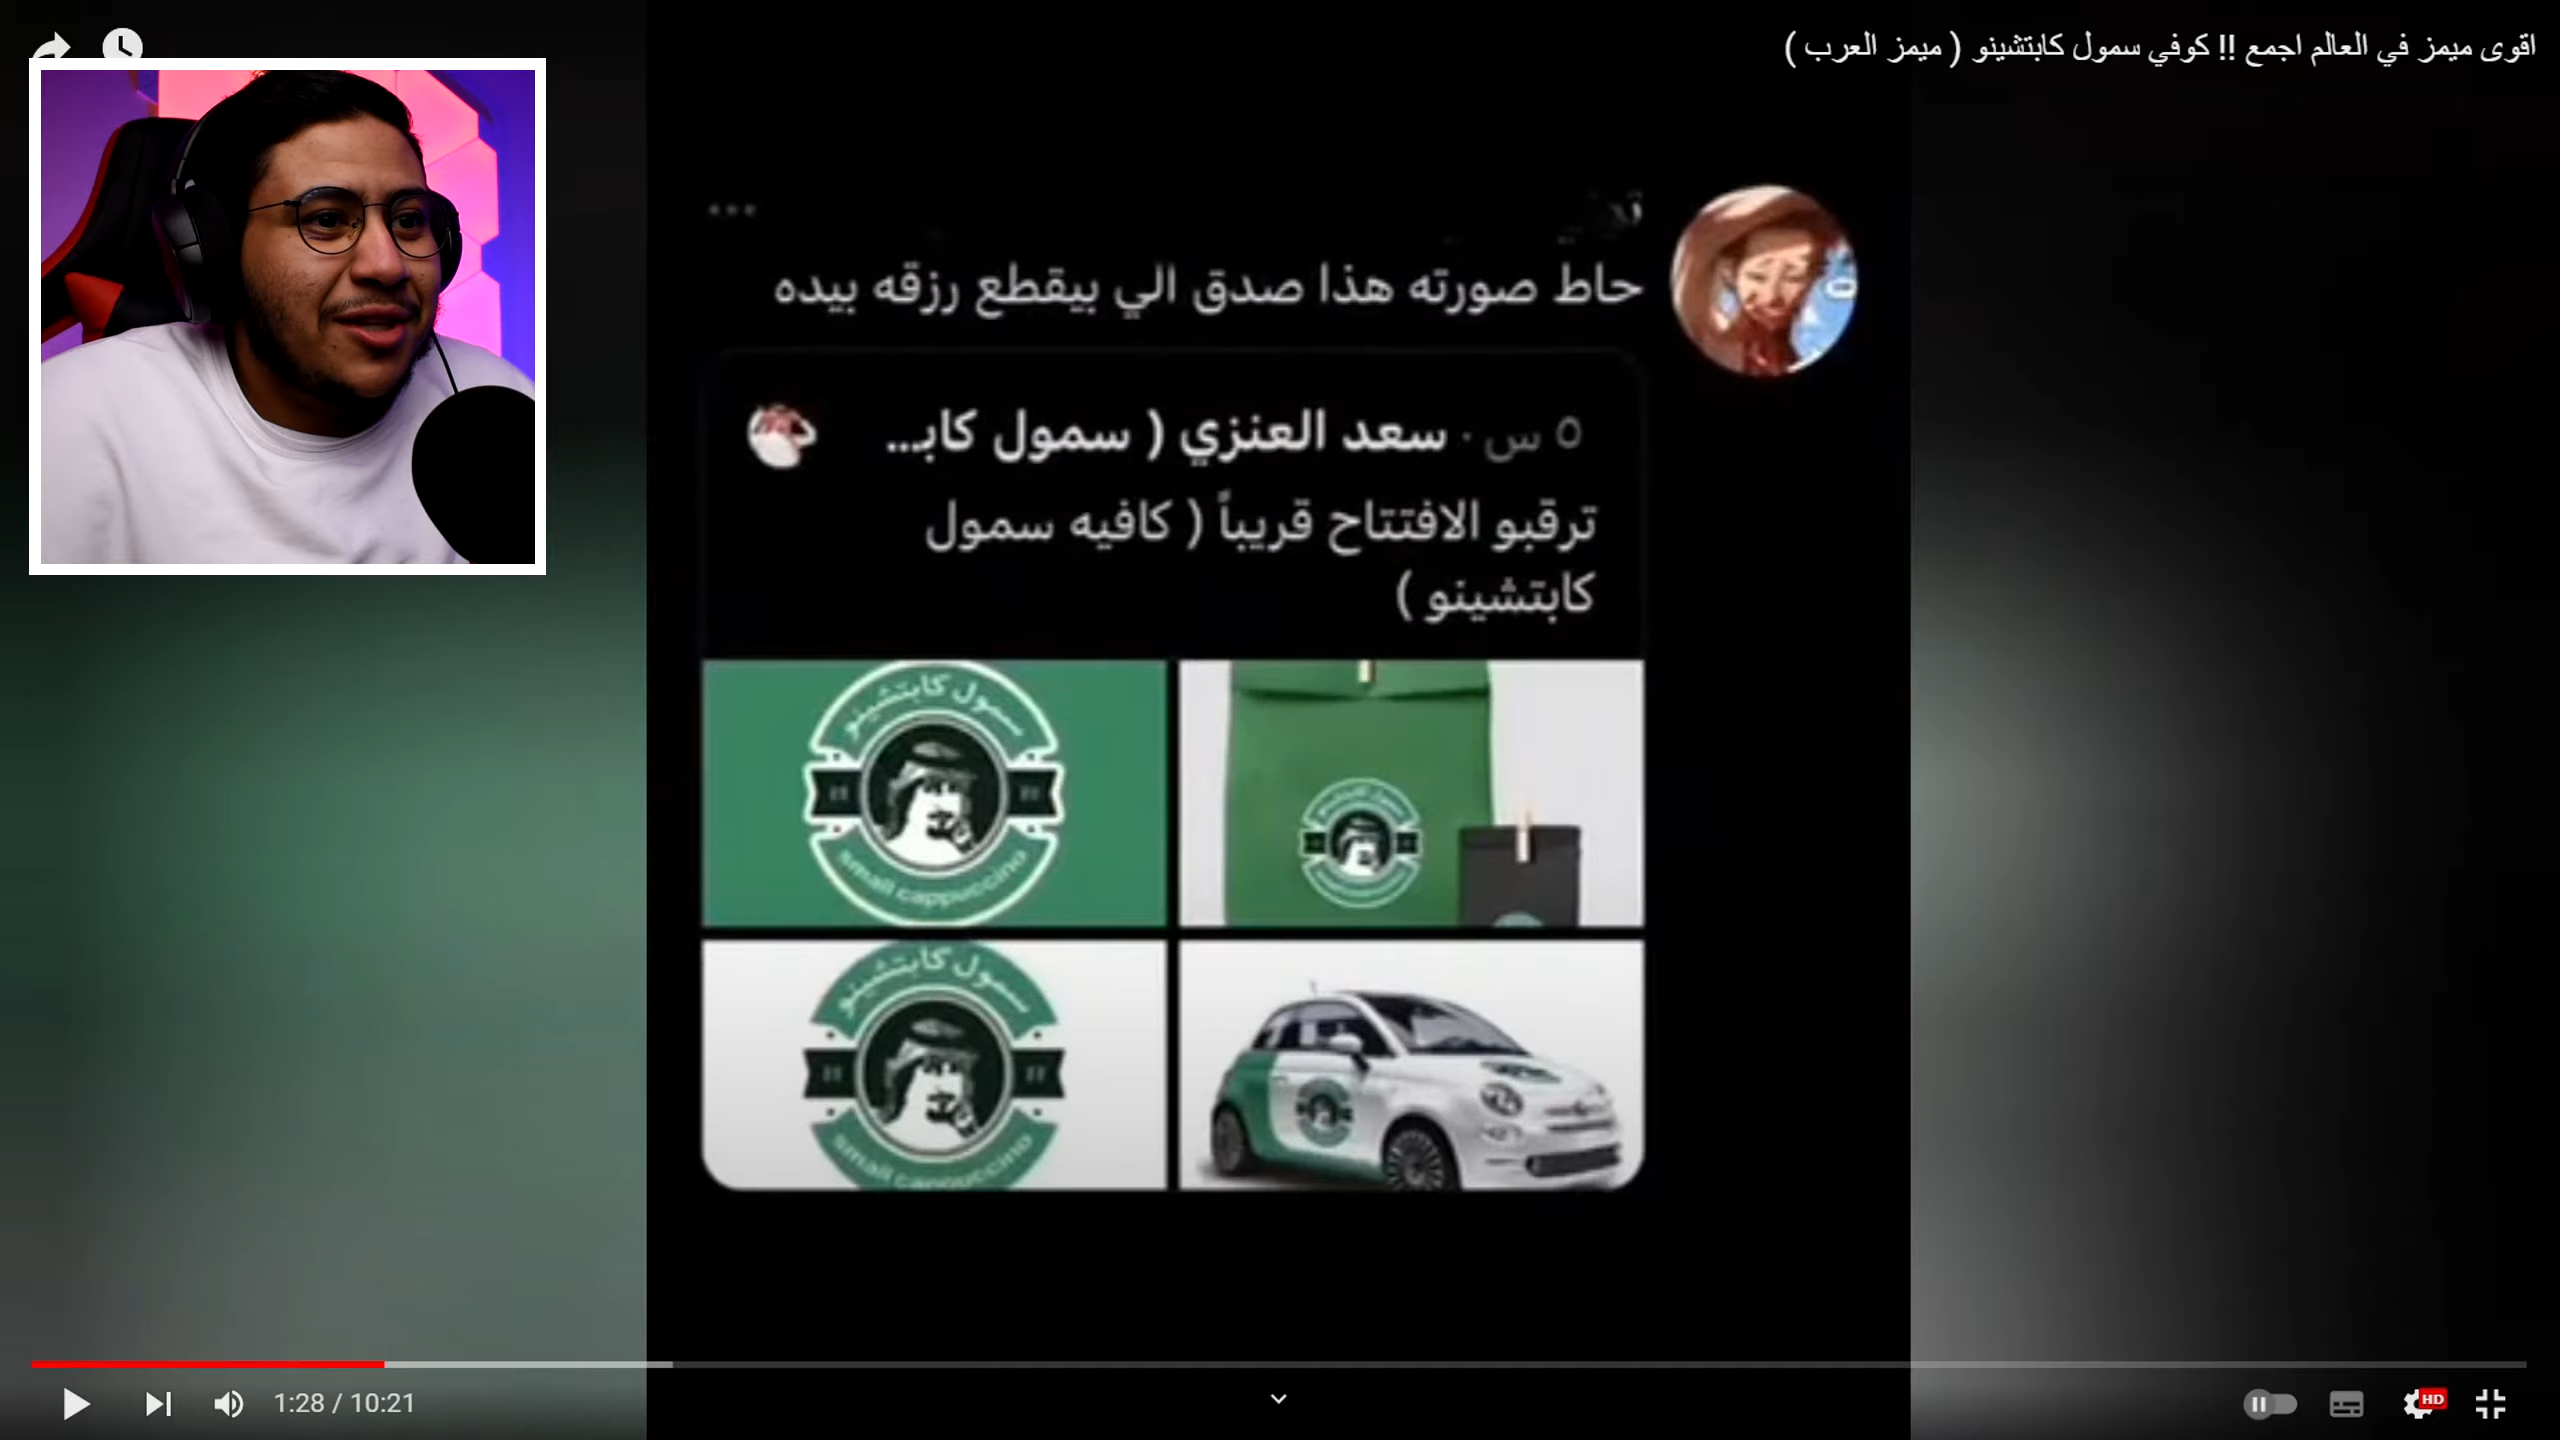 اقوى ميمز في العالم اجمع !! كوفي سمول كابتشينو ( ميمز العرب )
حاط صورته هذا صدق الي بيقطع رزقه بيده
سعد العنزي ( سمول كابـ... · ٥ س
ترقبو الافتتاح قريباً ( كافيه سمول
كابتشينو )
سمول كابتشينو
small cappuccino
سمول كابتشينو
small cappuccino
1:28 / 10:21
HD